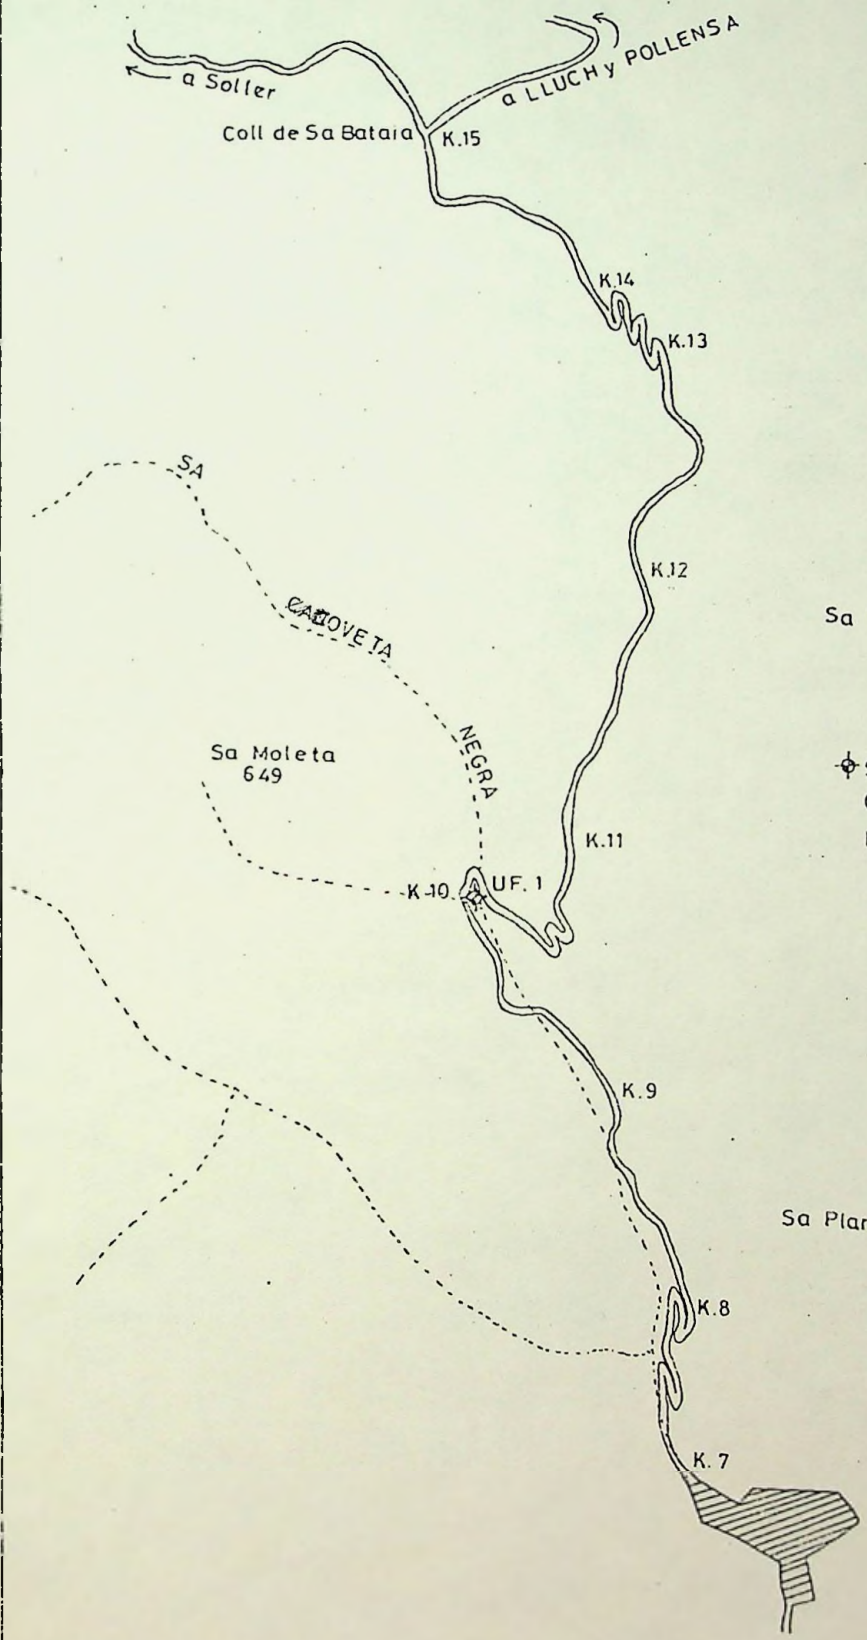 a Soller
a LLUCH y POLLENSA
Coll de Sa Bataia
K.15
K.14
K.13
SA
K.12
CADOVETA
Sa
NEGRA
Sa Moleta
649
K.11
K-10
UF. 1
K.9
Sa Plan
K.8
K.7